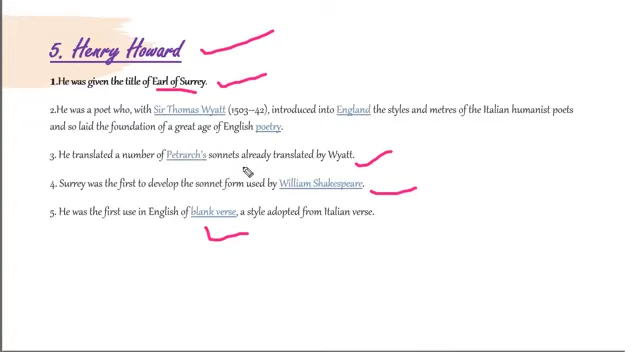 5. Henry Howard
1.He was given the title of Earl of Surrey.
2.He was a poet who, with Sir Thomas Wyatt (1503–42), introduced into England the styles and metres of the Italian humanist poets
and so laid the foundation of a great age of English poetry.
3. He translated a number of Petrarch's sonnets already translated by Wyatt.
4. Surrey was the first to develop the sonnet form used by William Shakespeare.
5. He was the first use in English of blank verse, a style adopted from Italian verse.